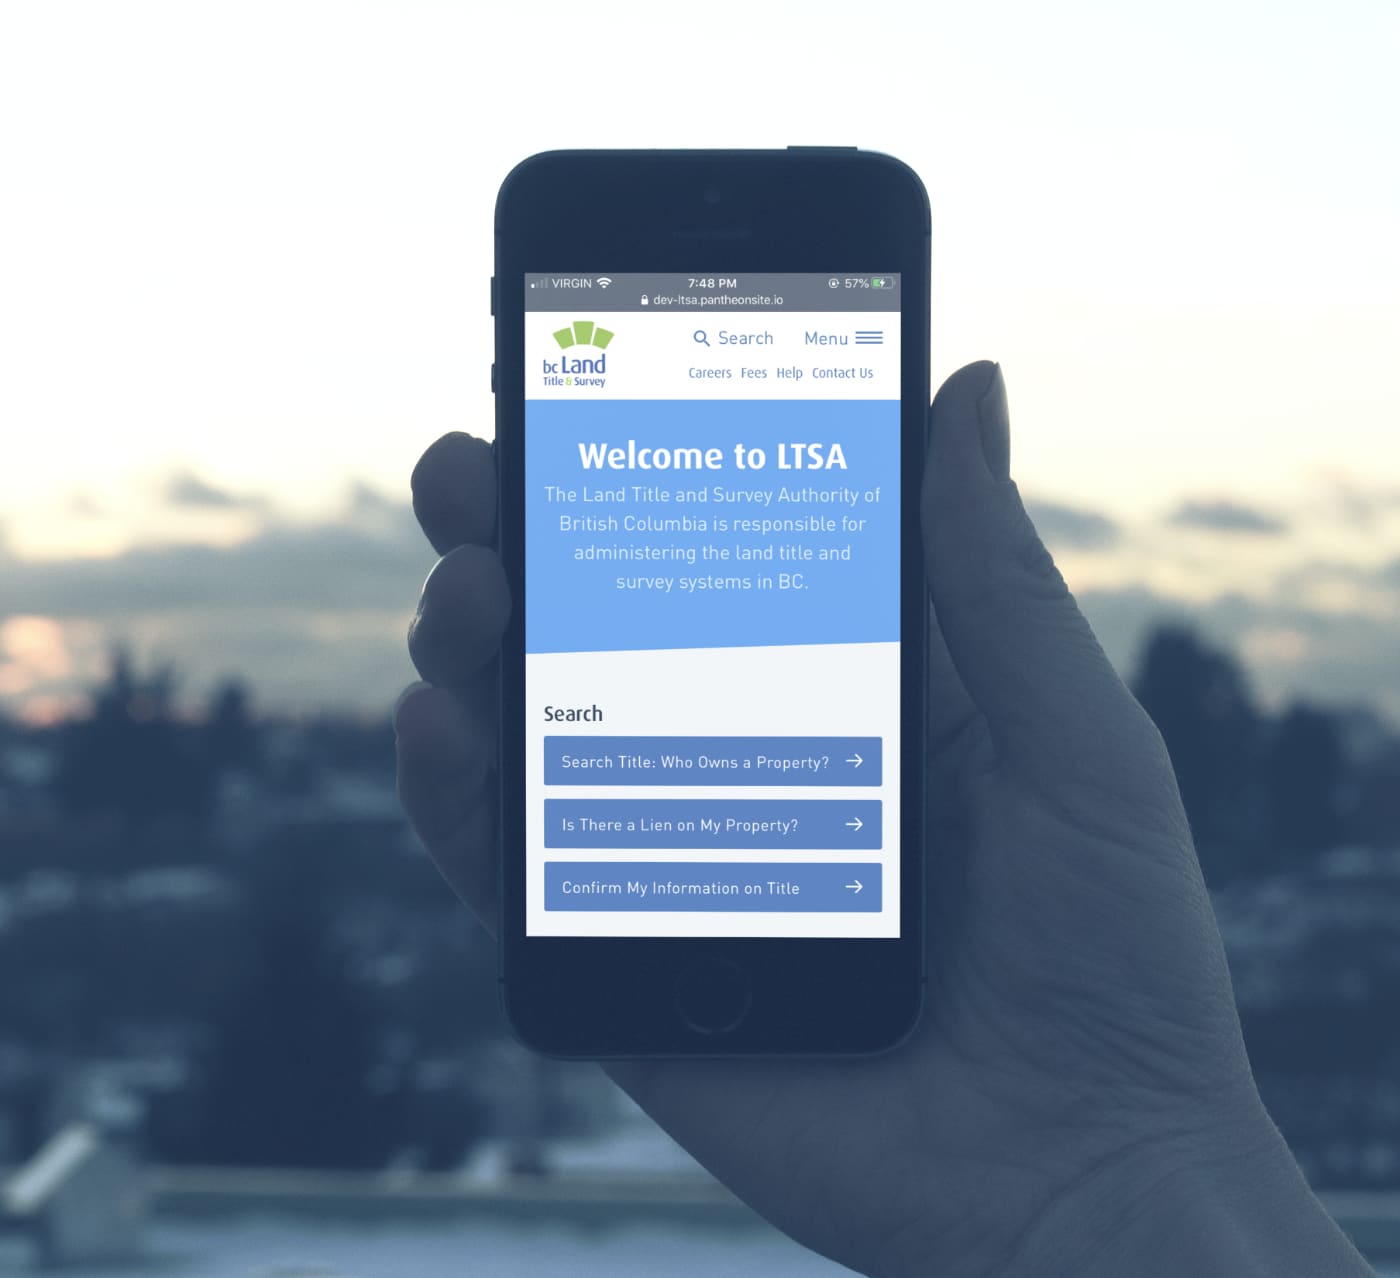 VIRGIN 7:48 PM 57%
dev-ltsa.pantheonsite.io
bc Land
Title & Survey
Search Menu
Careers Fees Help Contact Us
Welcome to LTSA
The Land Title and Survey Authority of
British Columbia is responsible for
administering the land title and
survey systems in BC.
Search
Search Title: Who Owns a Property?
Is There a Lien on My Property?
Confirm My Information on Title